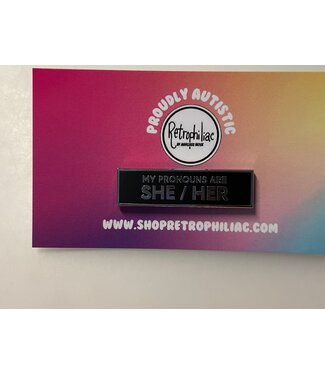 PROUDLY AUTISTIC
Retrophiliac
MY PRONOUNS ARE
SHE / HER
WWW.SHOPRETROPHILIAC.COM